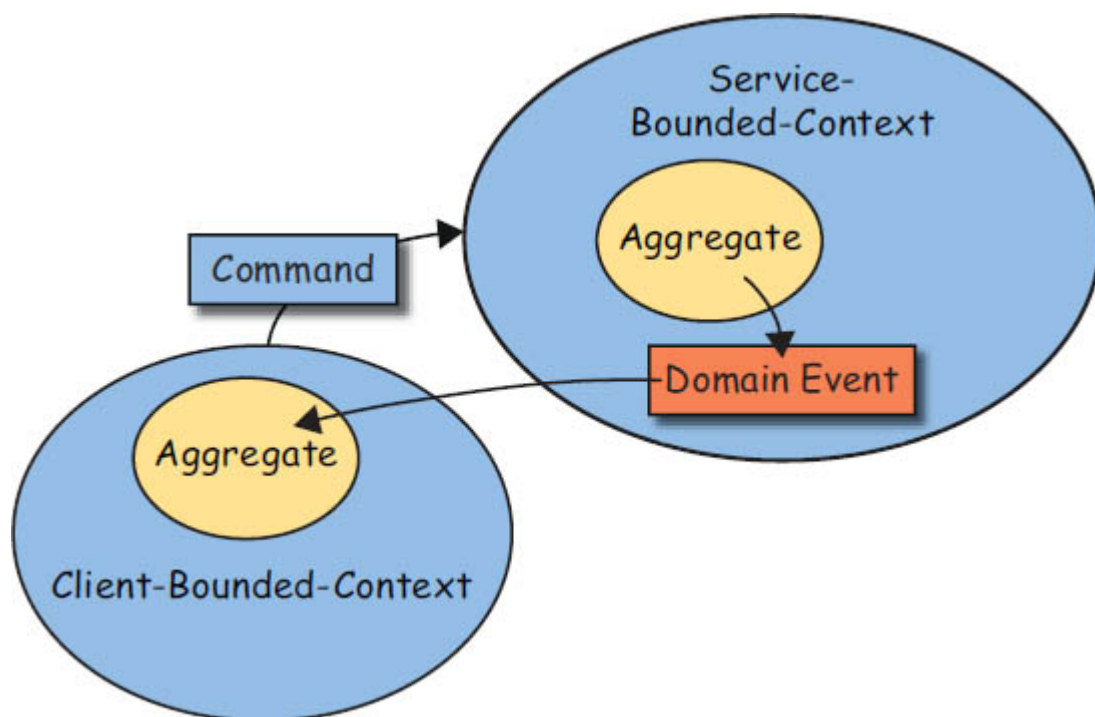 Service-
Bounded-Context
Aggregate
Command
Domain Event
Aggregate
Client-Bounded-Context